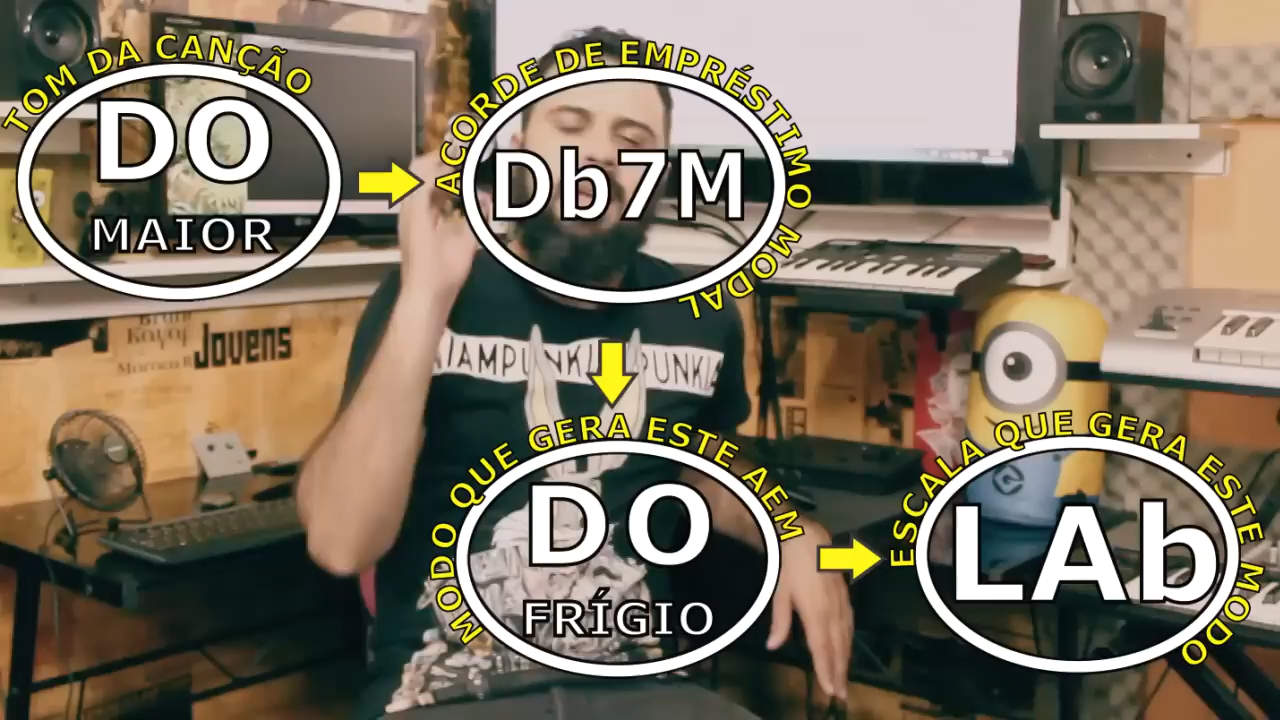 TOM DA CANÇÃO
DO
MAIOR
ACORDE DE EMPRÉSTIMO MODAL
Db7M
MODO QUE GERA ESTE AEM
DO
FRÍGIO
ESCALA QUE GERA ESTE MODO
LAb
Jovens